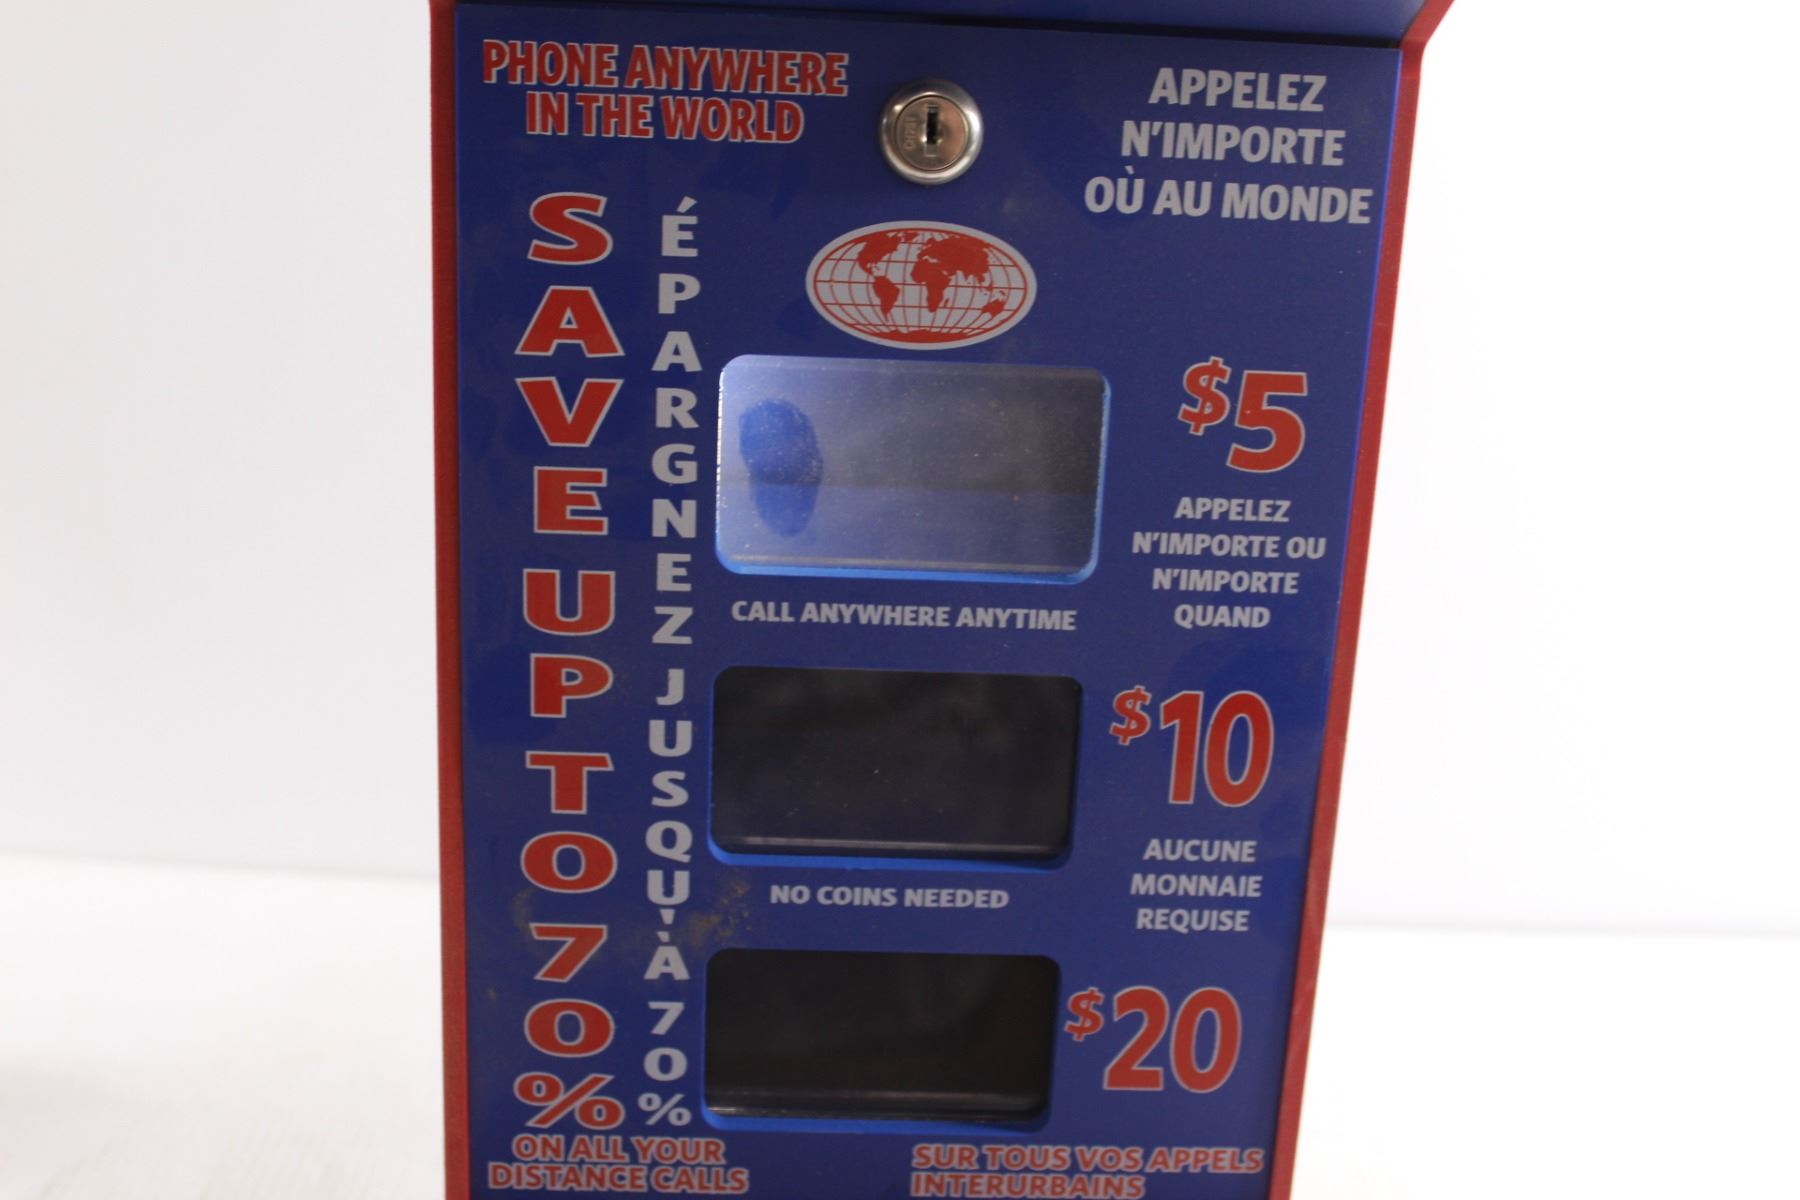 PHONE ANYWHERE
IN THE WORLD
APPELEZ
N'IMPORTE
OÙ AU MONDE
SAVE UP TO 70%
ÉPARGNEZ JUSQU'À 70%
$5
APPELEZ
N'IMPORTE OU
N'IMPORTE
QUAND
CALL ANYWHERE ANYTIME
$10
AUCUNE
MONNAIE
REQUISE
NO COINS NEEDED
$20
ON ALL YOUR
DISTANCE CALLS
SUR TOUS VOS APPELS
INTERURBAINS